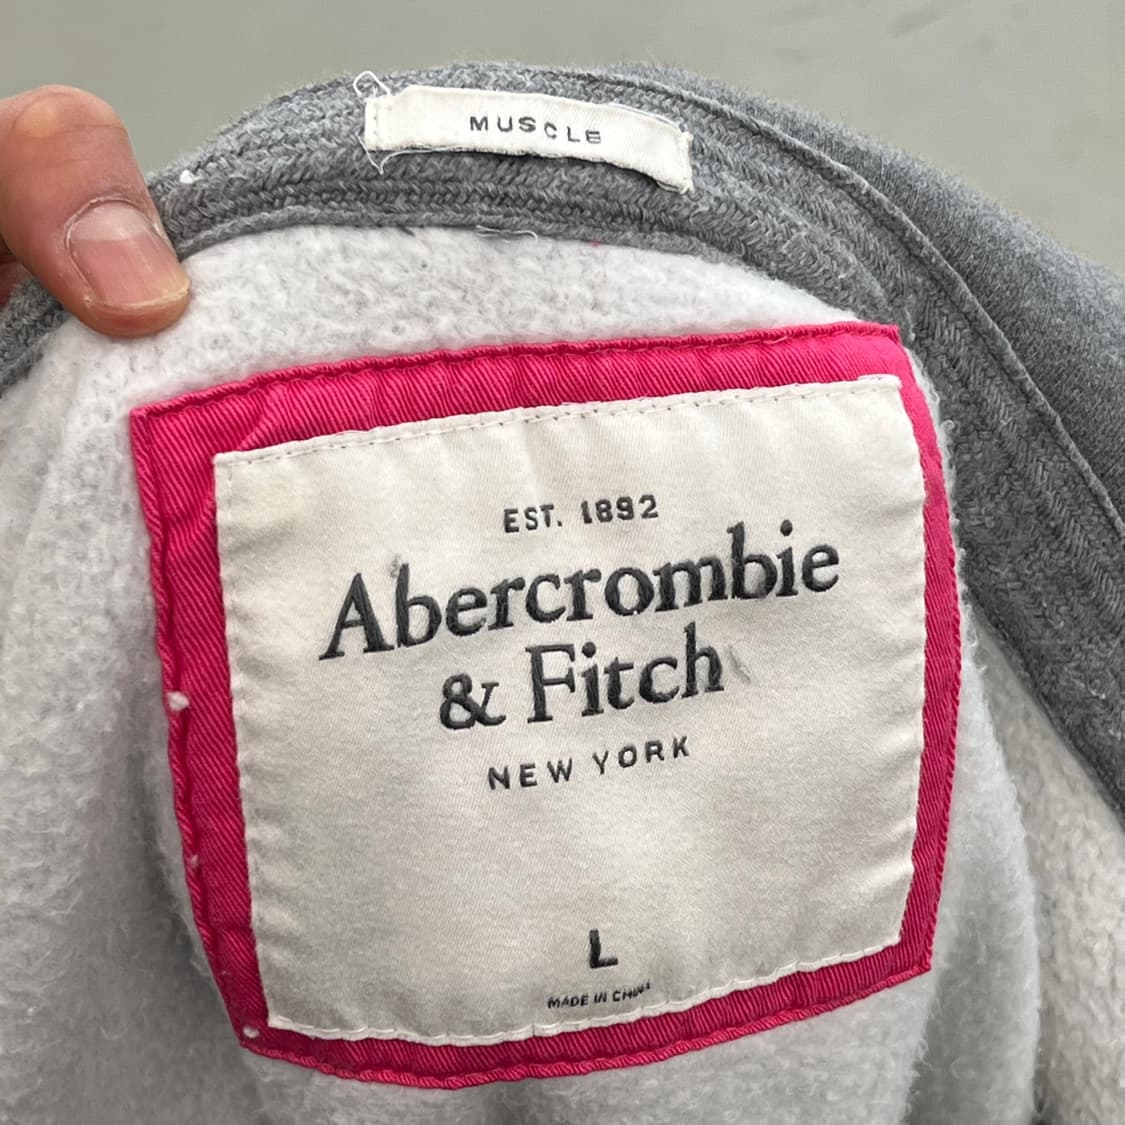 MUSCLE
EST. 1892
Abercrombie
& Fitch
NEW YORK
L
MADE IN CHINA